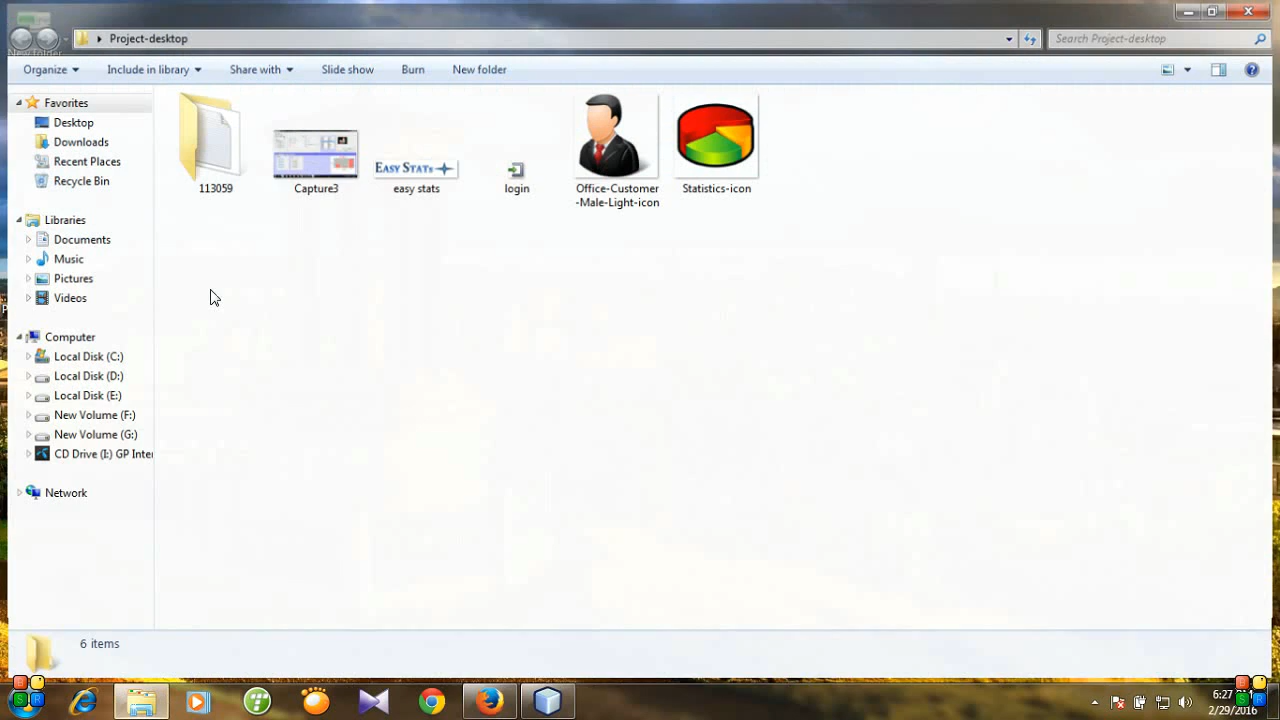 New folder
Project-desktop
Search Project-desktop
Organize
Include in library
Share with
Slide show
Burn
New folder
Favorites
Desktop
Downloads
Recent Places
Recycle Bin
Libraries
Documents
Music
Pictures
Videos
Computer
Local Disk (C:)
Local Disk (D:)
Local Disk (E:)
New Volume (F:)
New Volume (G:)
CD Drive (I:) GP Inter
Network
113059
Capture3
EASY STATS
easy stats
login
Office-Customer
-Male-Light-icon
Statistics-icon
6 items
S R
6:27
2/29/2016
S R